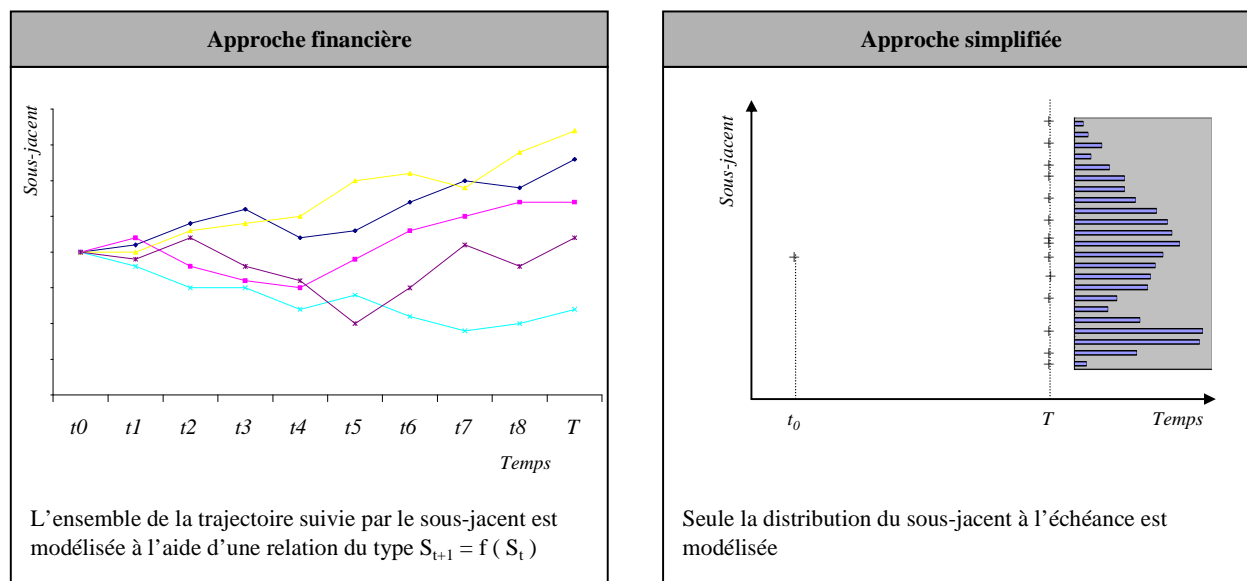 Approche financière
Sous-jacent
t0 t1 t2 t3 t4 t5 t6 t7 t8 T
Temps
L'ensemble de la trajectoire suivie par le sous-jacent est
modélisée à l'aide d'une relation du type St+1 = f ( St )
Approche simplifiée
Sous-jacent
t0 T Temps
Seule la distribution du sous-jacent à l'échéance est
modélisée